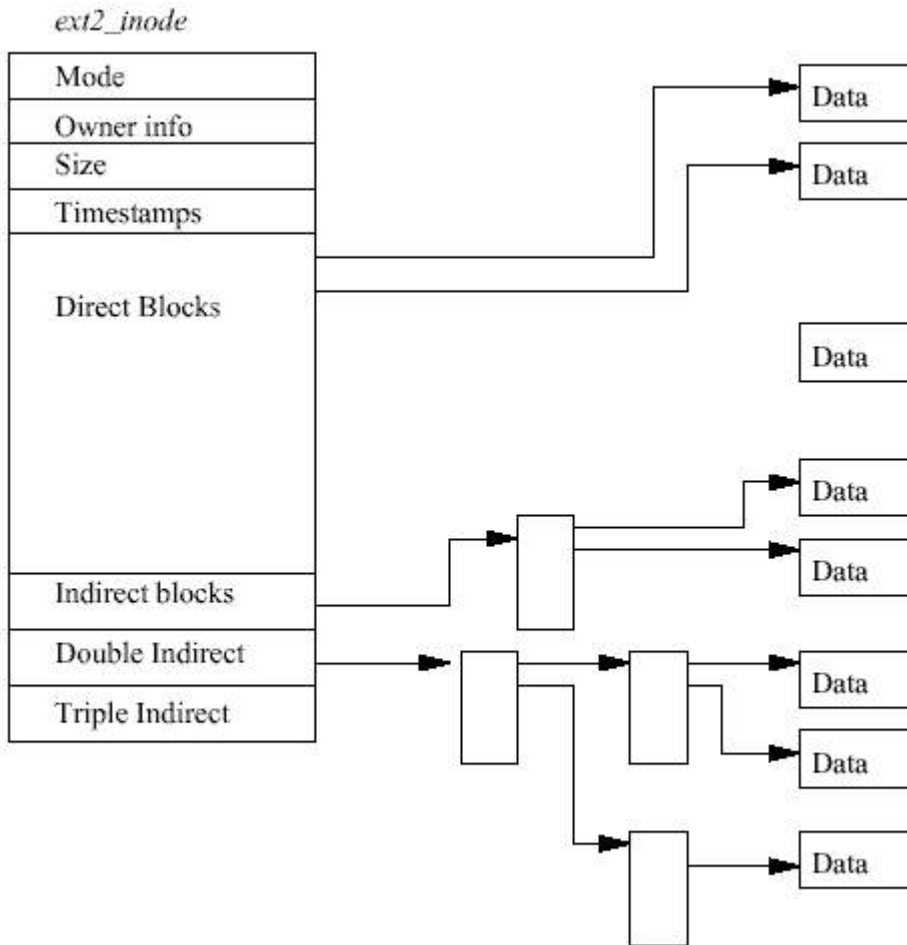 ext2_inode
Mode
Owner info
Size
Timestamps
Direct Blocks
Indirect blocks
Double Indirect
Triple Indirect
Data
Data
Data
Data
Data
Data
Data
Data